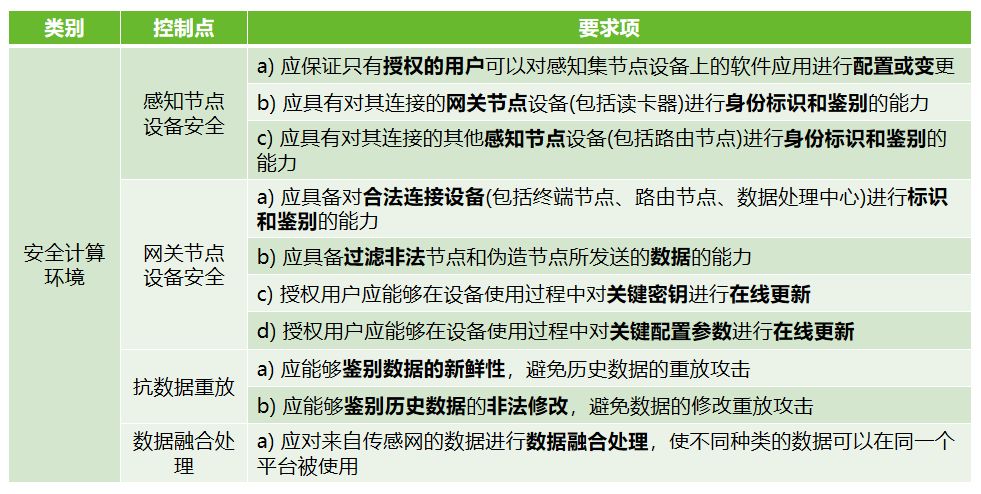 类别 控制点 要求项
安全计算
环境
感知节点
设备安全
a) 应保证只有授权的用户可以对感知集节点设备上的软件应用进行配置或变更
b) 应具有对其连接的网关节点设备(包括读卡器)进行身份标识和鉴别的能力
c) 应具有对其连接的其他感知节点设备(包括路由节点)进行身份标识和鉴别的
能力
网关节点
设备安全
a) 应具备对合法连接设备(包括终端节点、路由节点、数据处理中心)进行标识
和鉴别的能力
b) 应具备过滤非法节点和伪造节点所发送的数据的能力
c) 授权用户应能够在设备使用过程中对关键密钥进行在线更新
d) 授权用户应能够在设备使用过程中对关键配置参数进行在线更新
抗数据重放
a) 应能够鉴别数据的新鲜性，避免历史数据的重放攻击
b) 应能够鉴别历史数据的非法修改，避免数据的修改重放攻击
数据融合处
理
a) 应对来自传感网的数据进行数据融合处理，使不同种类的数据可以在同一个
平台被使用